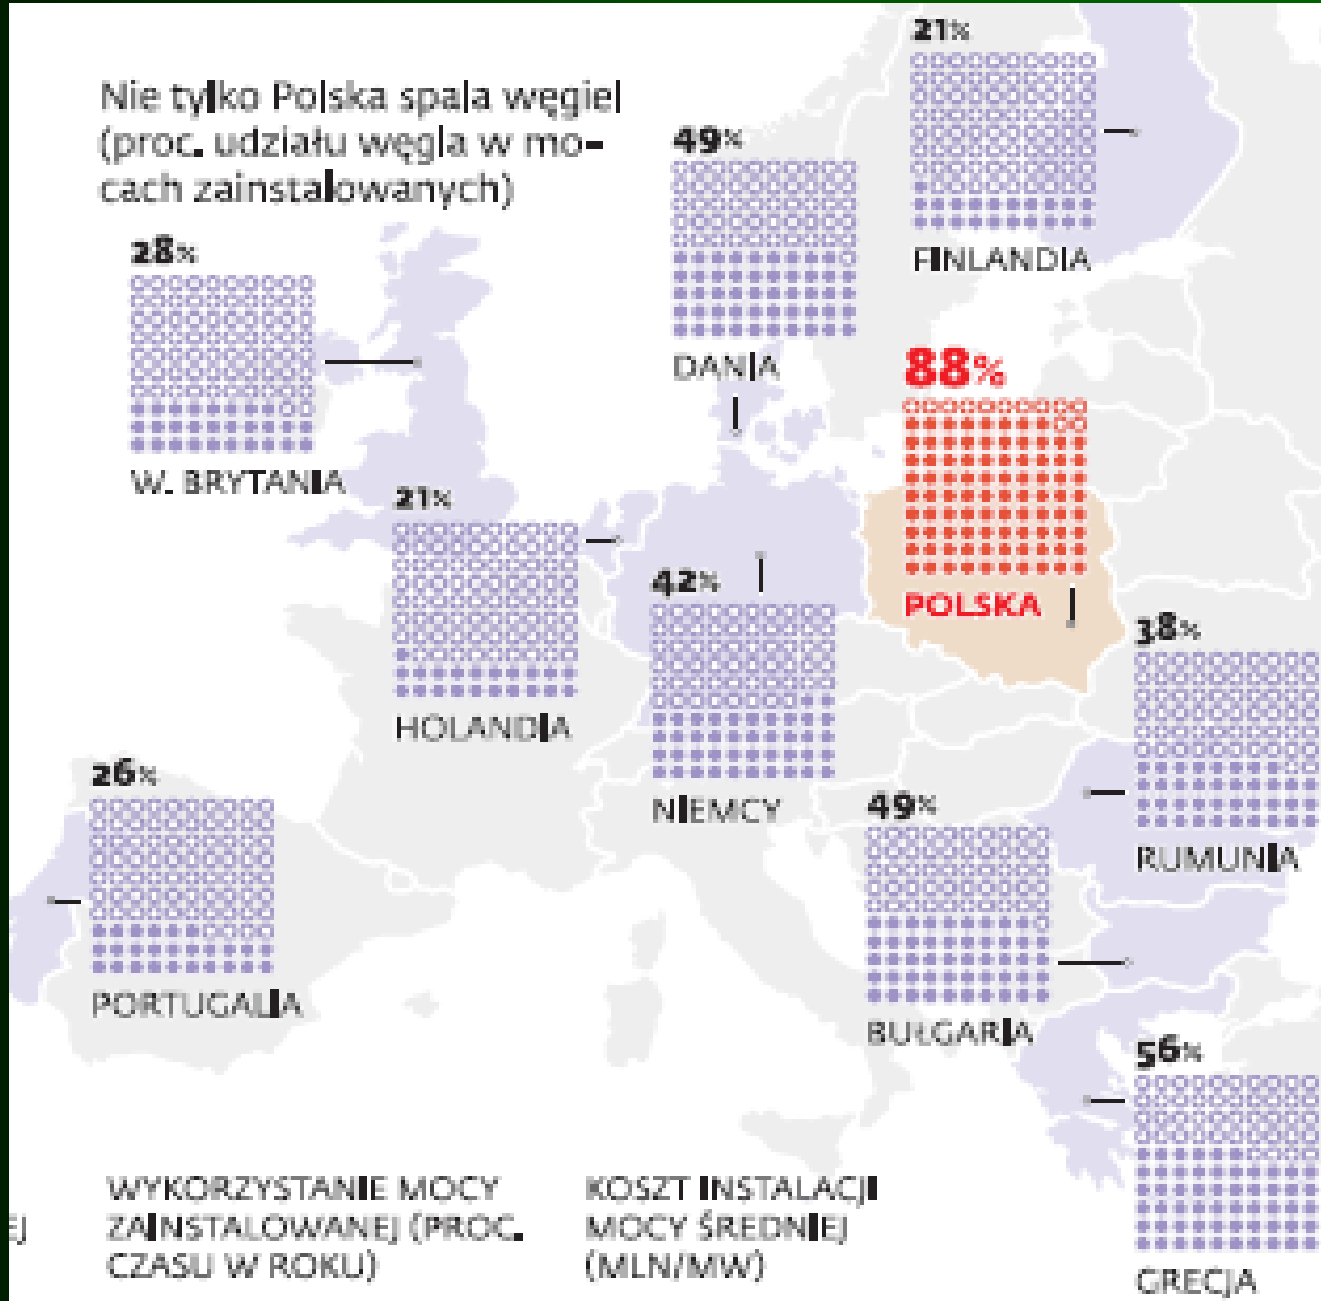 Nie tylko Polska spala węgiel
(proc. udziału węgla w mo-
cach zainstalowanych)
21%
FINLANDIA
49%
DANIA
28%
W. BRYTANIA
88%
POLSKA
21%
HOLANDIA
42%
NIEMCY
38%
RUMUNIA
26%
PORTUGALIA
49%
BUŁGARIA
56%
GRECJA
EJ
WYKORZYSTANIE MOCY
ZAINSTALOWANEJ (PROC.
CZASU W ROKU)
KOSZT INSTALACJI
MOCY ŚREDNIEJ
(MLN/MW)